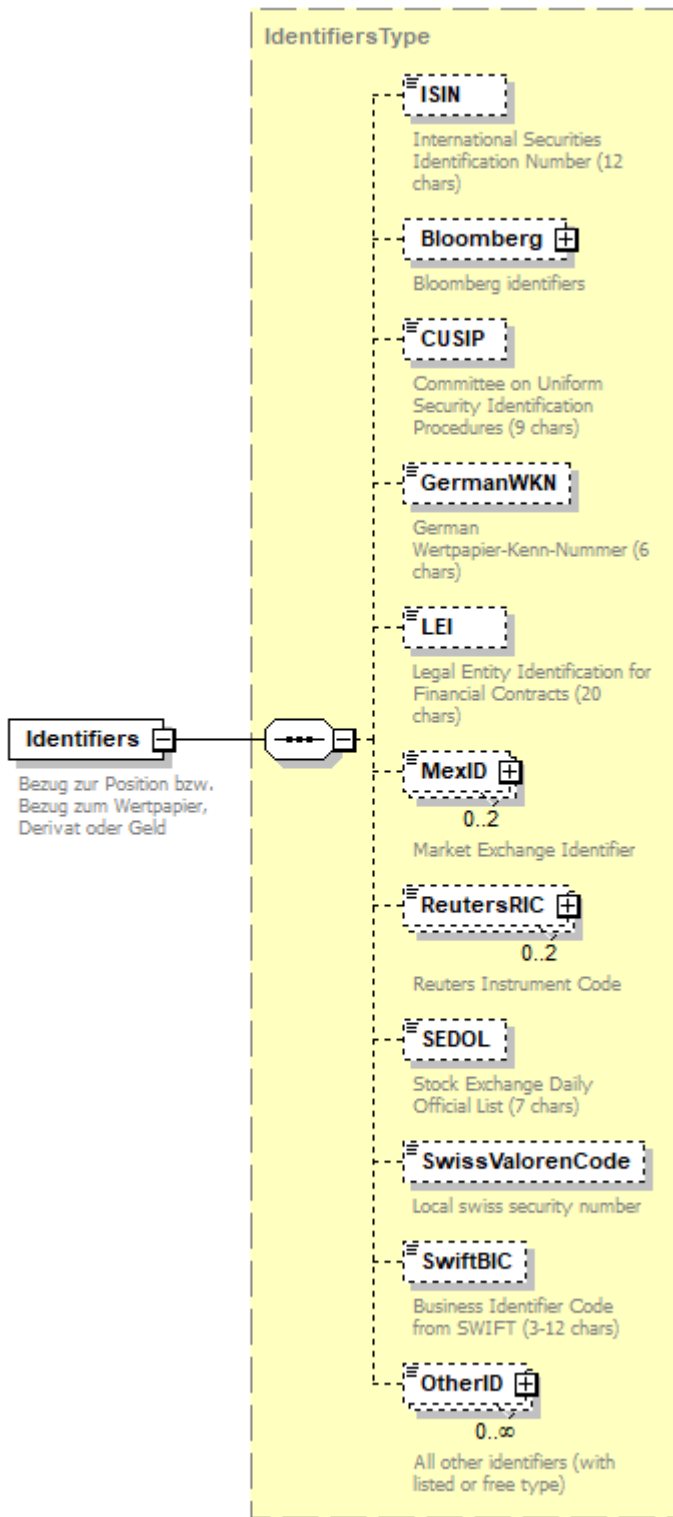 IdentifiersType
ISIN
International Securities
Identification Number (12
chars)
Bloomberg
Bloomberg identifiers
CUSIP
Committee on Uniform
Security Identification
Procedures (9 chars)
GermanWKN
German
Wertpapier-Kenn-Nummer (6
chars)
LEI
Legal Entity Identification for
Financial Contracts (20
chars)
Identifiers
Bezug zur Position bzw.
Bezug zum Wertpapier,
Derivat oder Geld
MexID
0..2
Market Exchange Identifier
ReutersRIC
0..2
Reuters Instrument Code
SEDOL
Stock Exchange Daily
Official List (7 chars)
SwissValorenCode
Local swiss security number
SwiftBIC
Business Identifier Code
from SWIFT (3-12 chars)
OtherID
0..∞
All other identifiers (with
listed or free type)